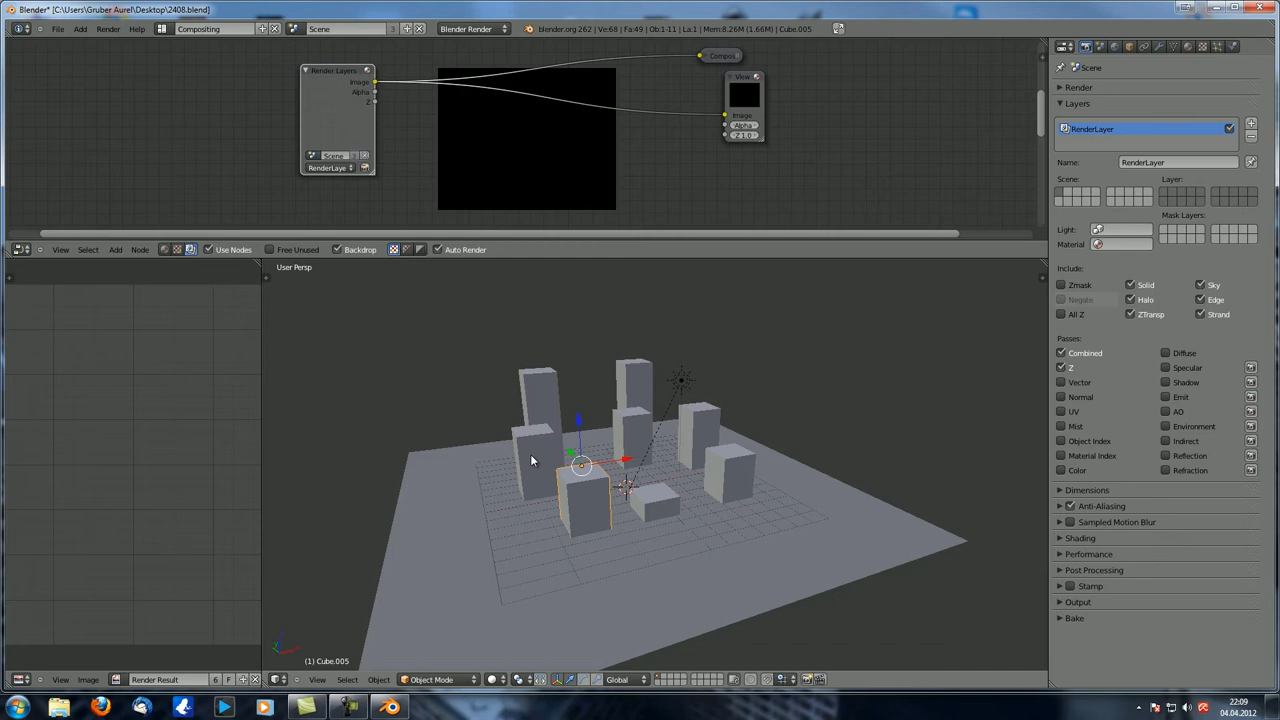 Blender* [C:\Users\Gruber Aurel\Desktop\2408.blend]
File Add Render Help Compositing Scene 3 Blender Render blender.org 262 | Ve:68 | Fa:49 | Ob:1-11 | La:1 | Mem:8.26M (1.66M) | Cube.005
Render Layers
Image
Alpha
Z
Scene 3
RenderLaye
Compos
View
Image
Alpha
Z 1.0
View Select Add Node Use Nodes Free Unused Backdrop Auto Render
User Persp
(1) Cube.005
View Image Render Result 6 F
View Select Object Object Mode Global
Scene
Render
Layers
RenderLayer
Name: RenderLayer
Scene: Layer:
Mask Layers:
Light:
Material
Include:
Zmask Solid Sky
Negate Halo Edge
All Z ZTransp Strand
Passes:
Combined Diffuse
Z Specular
Vector Shadow
Normal Emit
UV AO
Mist Environment
Object Index Indirect
Material Index Reflection
Color Refraction
Dimensions
Anti-Aliasing
Sampled Motion Blur
Shading
Performance
Post Processing
Stamp
Output
Bake
22:09
04.04.2012